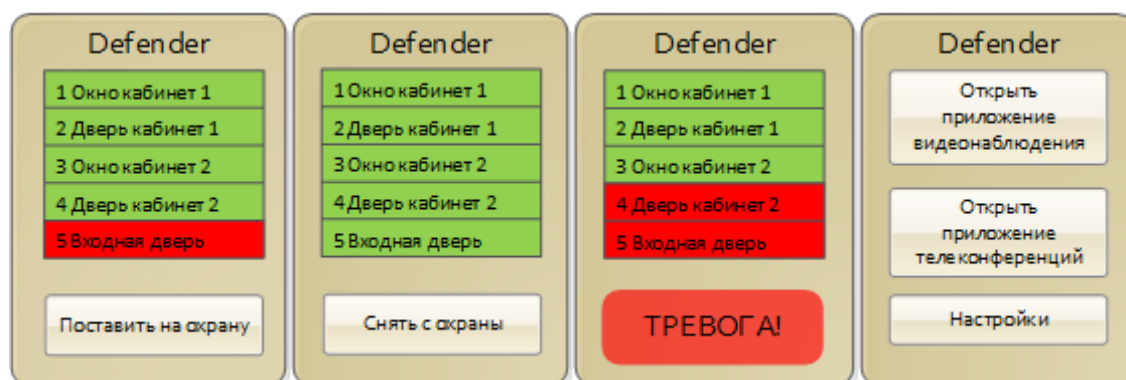 Defender
1 Окно кабинет 1
2 Дверь кабинет 1
3 Окно кабинет 2
4 Дверь кабинет 2
5 Входная дверь
Поставить на охрану
Defender
1 Окно кабинет 1
2 Дверь кабинет 1
3 Окно кабинет 2
4 Дверь кабинет 2
5 Входная дверь
Снять с охраны
Defender
1 Окно кабинет 1
2 Дверь кабинет 1
3 Окно кабинет 2
4 Дверь кабинет 2
5 Входная дверь
ТРЕВОГА!
Defender
Открыть
приложение
видеонаблюдения
Открыть
приложение
телеконференций
Настройки